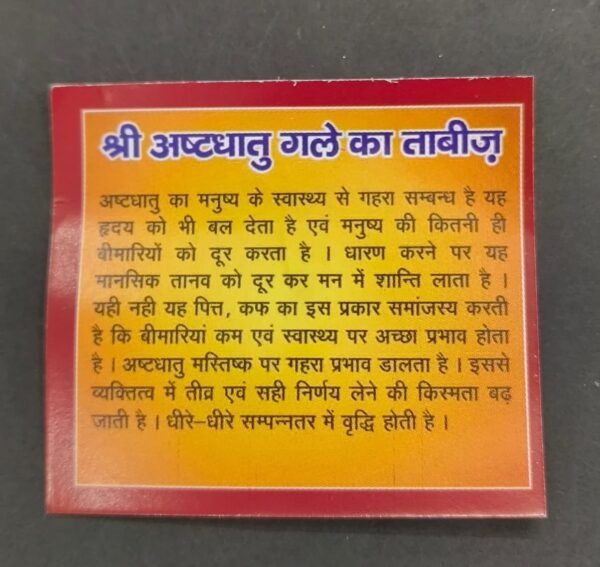 श्री अष्टधातु गले का ताबीज़
अष्टधातु का मनुष्य के स्वास्थ्य से गहरा सम्बन्ध है यह
हृदय को भी बल देता है एवं मनुष्य की कितनी ही
बीमारियों को दूर करता है । धारण करने पर यह
मानसिक तानव को दूर कर मन में शान्ति लाता है ।
यही नही यह पित्त, कफ का इस प्रकार समांजस्य करती
है कि बीमारियां कम एवं स्वास्थ्य पर अच्छा प्रभाव होता
है । अष्टधातु मस्तिष्क पर गहरा प्रभाव डालता है । इससे
व्यक्तित्व में तीव्र एवं सही निर्णय लेने की किस्मता बढ़
जाती है । धीरे-धीरे सम्पन्नतर में वृद्धि होती है ।